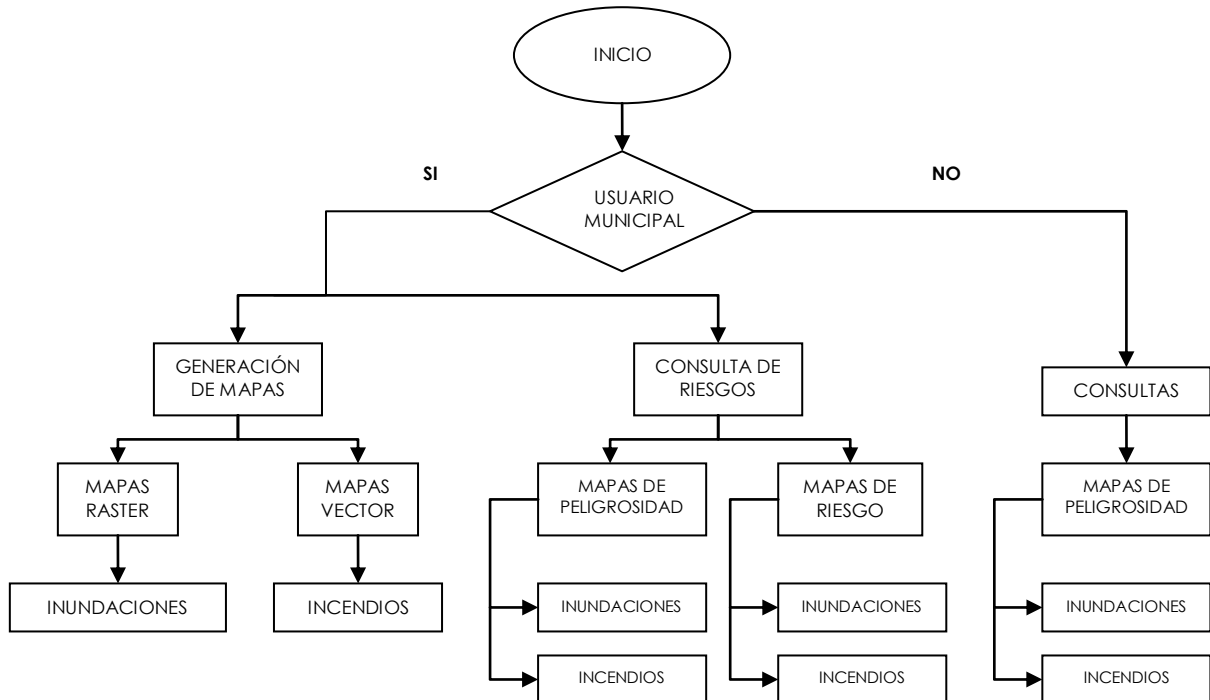 INICIO
SI
NO
USUARIO
MUNICIPAL
GENERACIÓN
DE MAPAS
CONSULTA DE
RIESGOS
CONSULTAS
MAPAS
RASTER
MAPAS
VECTOR
MAPAS DE
PELIGROSIDAD
MAPAS DE
RIESGO
MAPAS DE
PELIGROSIDAD
INUNDACIONES
INCENDIOS
INUNDACIONES
INUNDACIONES
INUNDACIONES
INCENDIOS
INCENDIOS
INCENDIOS